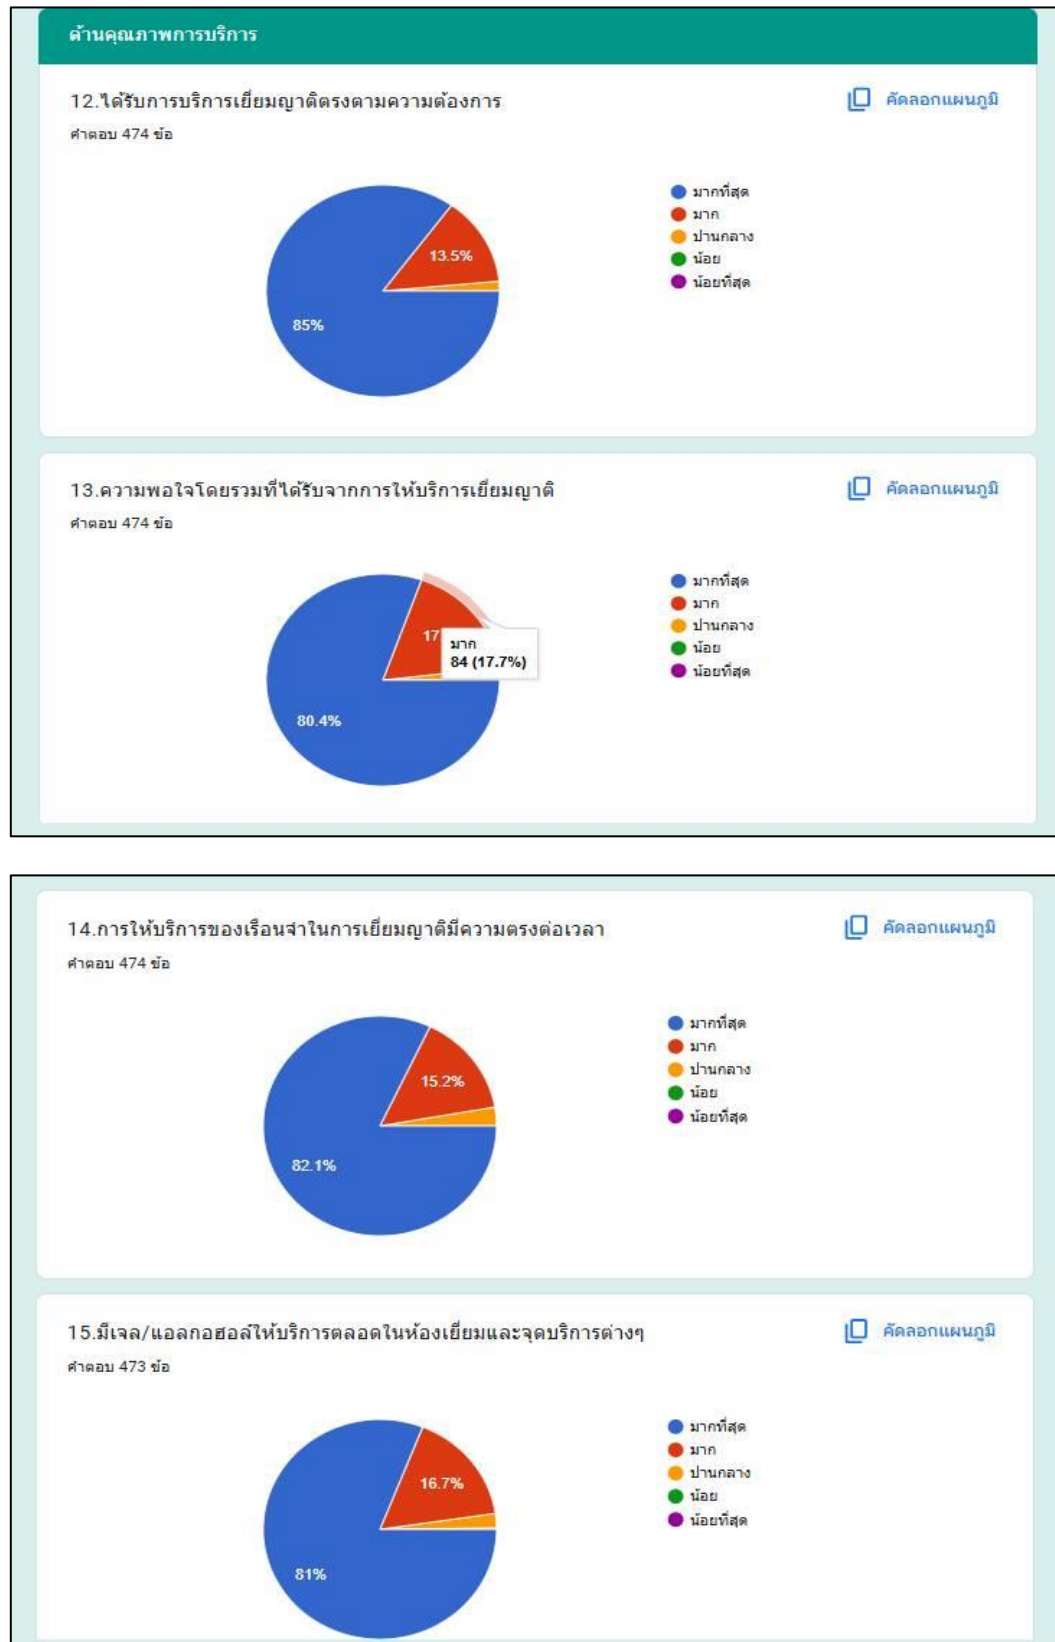 ด้านคุณภาพการบริการ
12.ได้รับการบริการเยี่ยมญาติตรงตามความต้องการ
คัดลอกแผนภูมิ
คำตอบ 474 ข้อ
มากที่สุด
มาก
ปานกลาง
น้อย
น้อยที่สุด
13.5%
85%
13.ความพอใจโดยรวมที่ได้รับจากการให้บริการเยี่ยมญาติ
คัดลอกแผนภูมิ
คำตอบ 474 ข้อ
มากที่สุด
มาก
ปานกลาง
น้อย
น้อยที่สุด
17
มาก
84 (17.7%)
80.4%
14.การให้บริการของเรือนจำในการเยี่ยมญาติมีความตรงต่อเวลา
คัดลอกแผนภูมิ
คำตอบ 474 ข้อ
มากที่สุด
มาก
ปานกลาง
น้อย
น้อยที่สุด
15.2%
82.1%
15.มีเจล/แอลกอฮอล์ให้บริการตลอดในห้องเยี่ยมและจุดบริการต่างๆ
คัดลอกแผนภูมิ
คำตอบ 473 ข้อ
มากที่สุด
มาก
ปานกลาง
น้อย
น้อยที่สุด
16.7%
81%